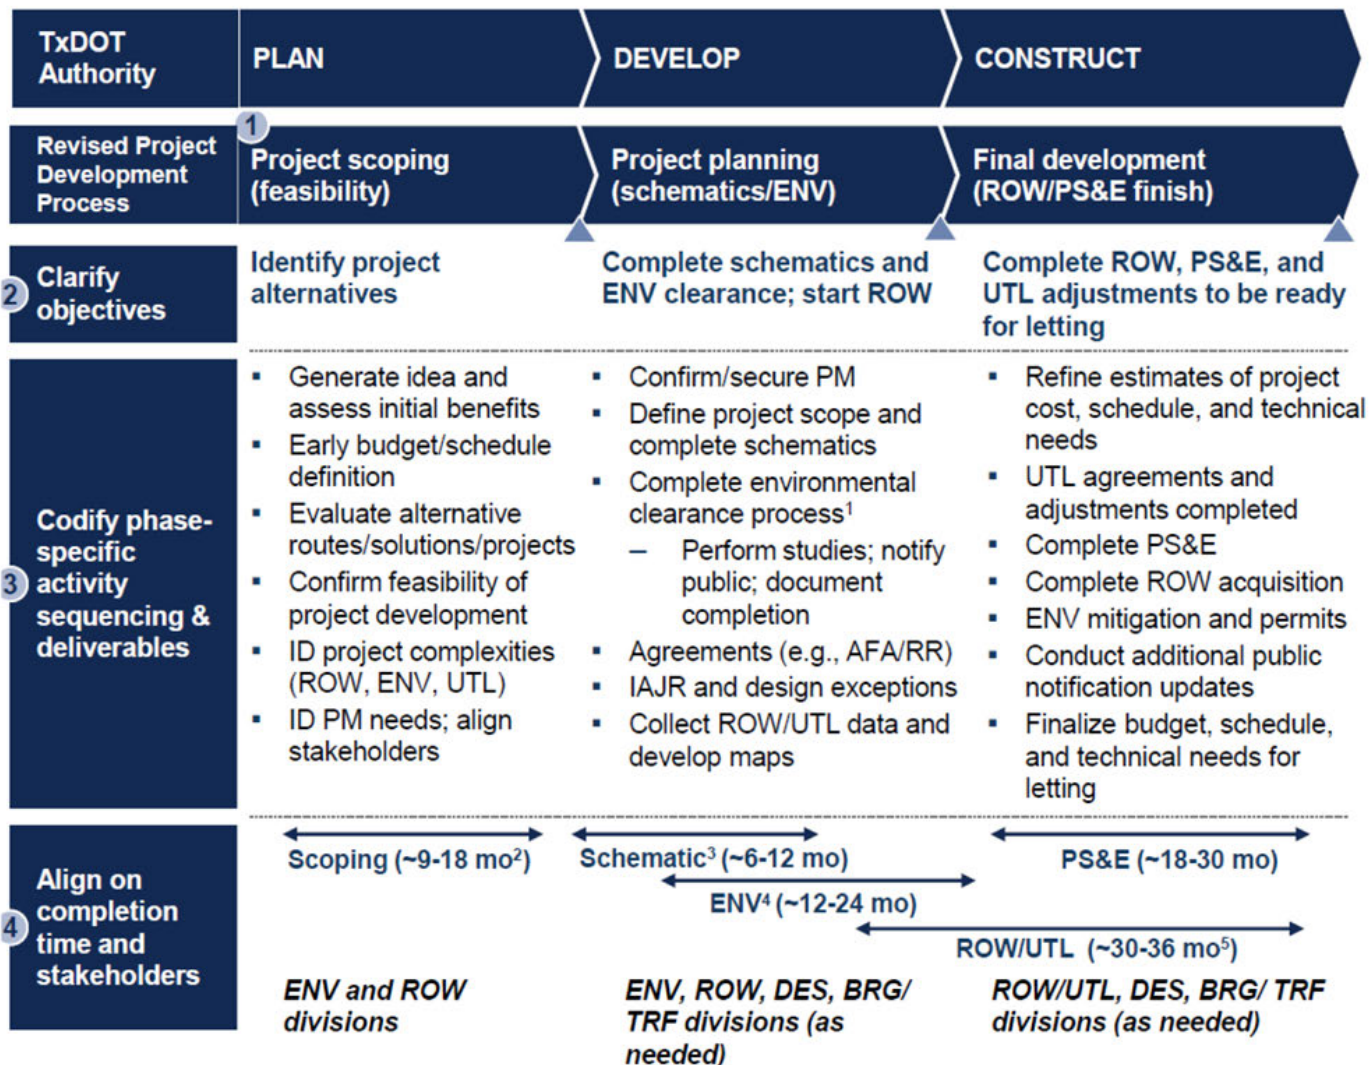 TxDOT
Authority
PLAN
DEVELOP
CONSTRUCT
1
Revised Project
Development
Process
Project scoping
(feasibility)
Project planning
(schematics/ENV)
Final development
(ROW/PS&E finish)
2
Clarify
objectives
Identify project
alternatives
Complete schematics and
ENV clearance; start ROW
Complete ROW, PS&E, and
UTL adjustments to be ready
for letting
3
Codify phase-
specific
activity
sequencing &
deliverables
▪ Generate idea and
assess initial benefits
▪ Early budget/schedule
definition
▪ Evaluate alternative
routes/solutions/projects
▪ Confirm feasibility of
project development
▪ ID project complexities
(ROW, ENV, UTL)
▪ ID PM needs; align
stakeholders
▪ Confirm/secure PM
▪ Define project scope and
complete schematics
▪ Complete environmental
clearance process¹
– Perform studies; notify
public; document
completion
▪ Agreements (e.g., AFA/RR)
▪ IAJR and design exceptions
▪ Collect ROW/UTL data and
develop maps
▪ Refine estimates of project
cost, schedule, and technical
needs
▪ UTL agreements and
adjustments completed
▪ Complete PS&E
▪ Complete ROW acquisition
▪ ENV mitigation and permits
▪ Conduct additional public
notification updates
▪ Finalize budget, schedule,
and technical needs for
letting
4
Align on
completion
time and
stakeholders
Scoping (~9-18 mo²)
Schematic³ (~6-12 mo)
PS&E (~18-30 mo)
ENV⁴ (~12-24 mo)
ROW/UTL (~30-36 mo⁵)
ENV and ROW
divisions
ENV, ROW, DES, BRG/
TRF divisions (as
needed)
ROW/UTL, DES, BRG/ TRF
divisions (as needed)